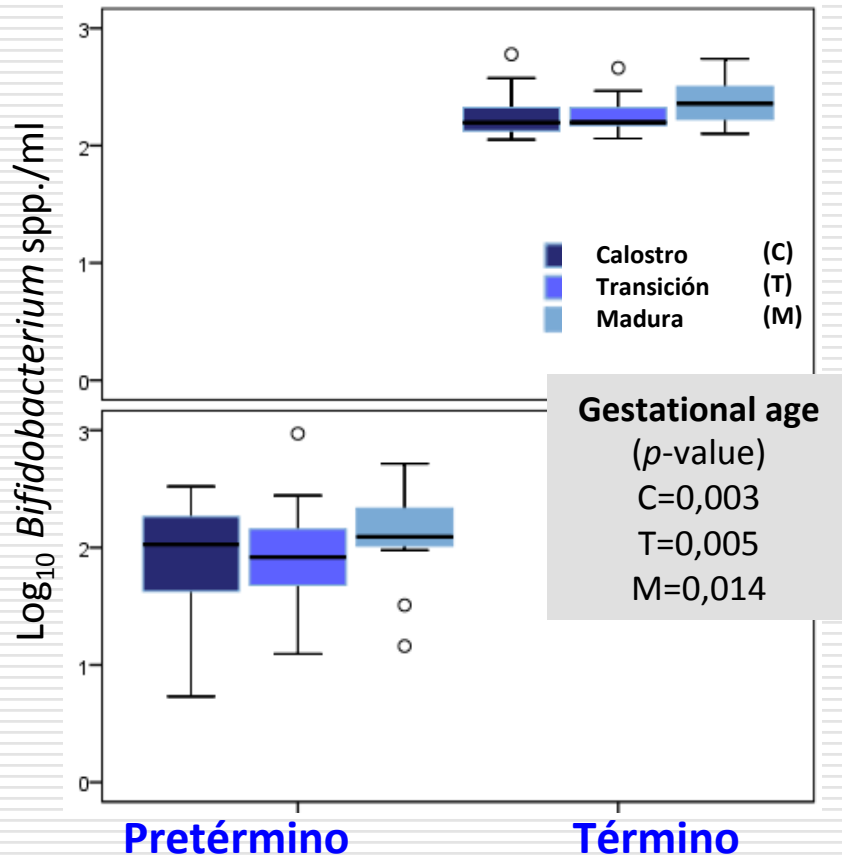 Log10 Bifidobacterium spp./ml
3
2
1
0
Calostro (C)
Transición (T)
Madura (M)
Gestational age
(p-value)
C=0,003
T=0,005
M=0,014
3
2
1
0
Pretérmino Término